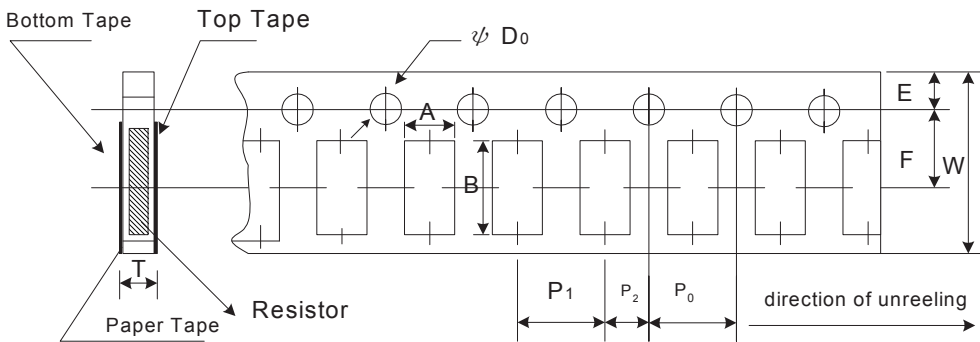 Bottom Tape
Top Tape
ψ D0
E
A
F
W
B
T
P1
P2
P0
Resistor
direction of unreeling
Paper Tape